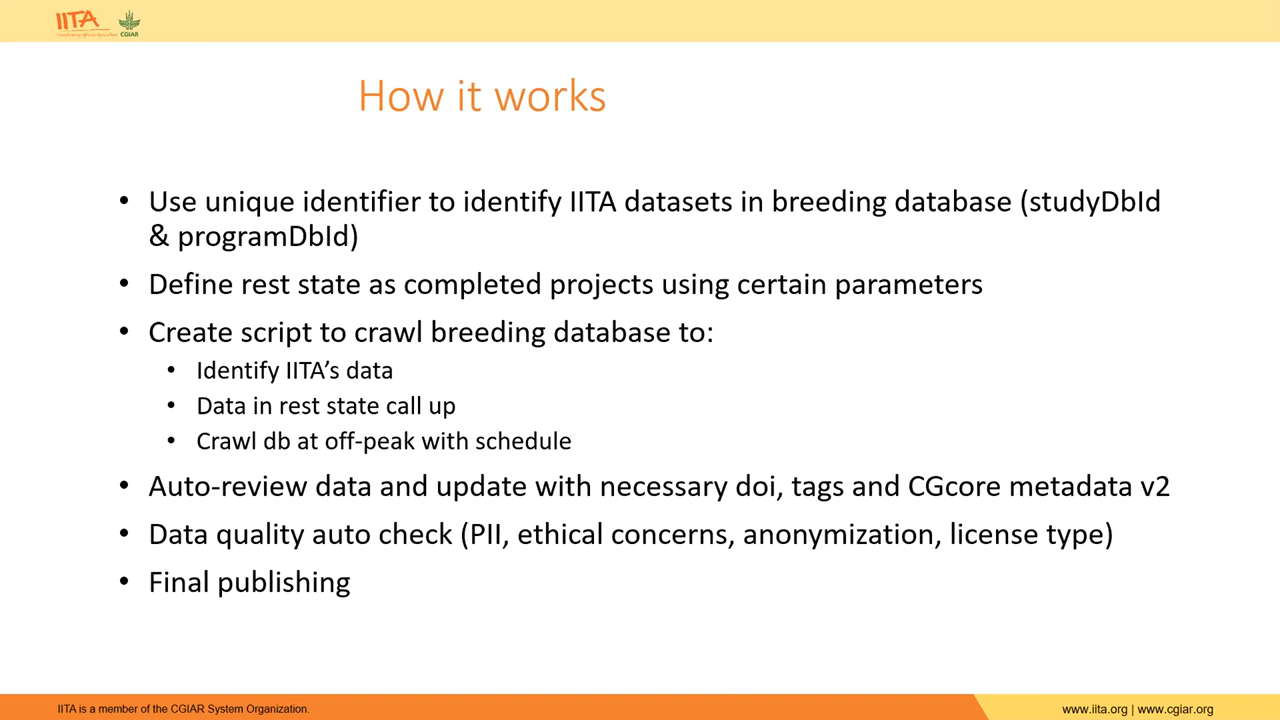 IITA
CGIAR
How it works
• Use unique identifier to identify IITA datasets in breeding database (studyDbId
& programDbId)
• Define rest state as completed projects using certain parameters
• Create script to crawl breeding database to:
• Identify IITA’s data
• Data in rest state call up
• Crawl db at off-peak with schedule
• Auto-review data and update with necessary doi, tags and CGcore metadata v2
• Data quality auto check (PII, ethical concerns, anonymization, license type)
• Final publishing
IITA is a member of the CGIAR System Organization.
www.iita.org | www.cgiar.org